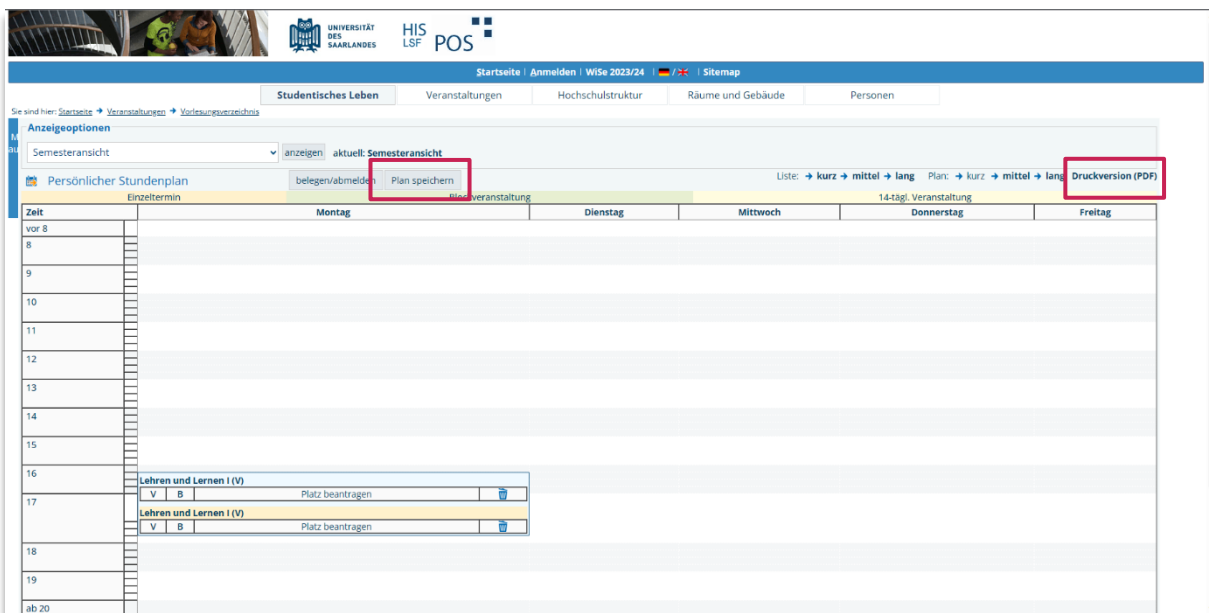 UNIVERSITÄT
DES
SAARLANDES
HIS
LSF POS
Startseite | Anmelden | WiSe 2023/24 | / | Sitemap
Studentisches Leben Veranstaltungen Hochschulstruktur Räume und Gebäude Personen
Sie sind hier: Startseite → Veranstaltungen → Vorlesungsverzeichnis
Anzeigeoptionen
Semesteransicht anzeigen aktuell: Semesteransicht
Persönlicher Stundenplan belegen/abmelden Plan speichern Liste: → kurz → mittel → lang Plan: → kurz → mittel → lang Druckversion (PDF)
Einzeltermin Blockveranstaltung 14-tägl. Veranstaltung
Zeit Montag Dienstag Mittwoch Donnerstag Freitag
vor 8
8
9
10
11
12
13
14
15
16
Lehren und Lernen I (V)
V B Platz beantragen
17
Lehren und Lernen I (V)
V B Platz beantragen
18
19
ab 20